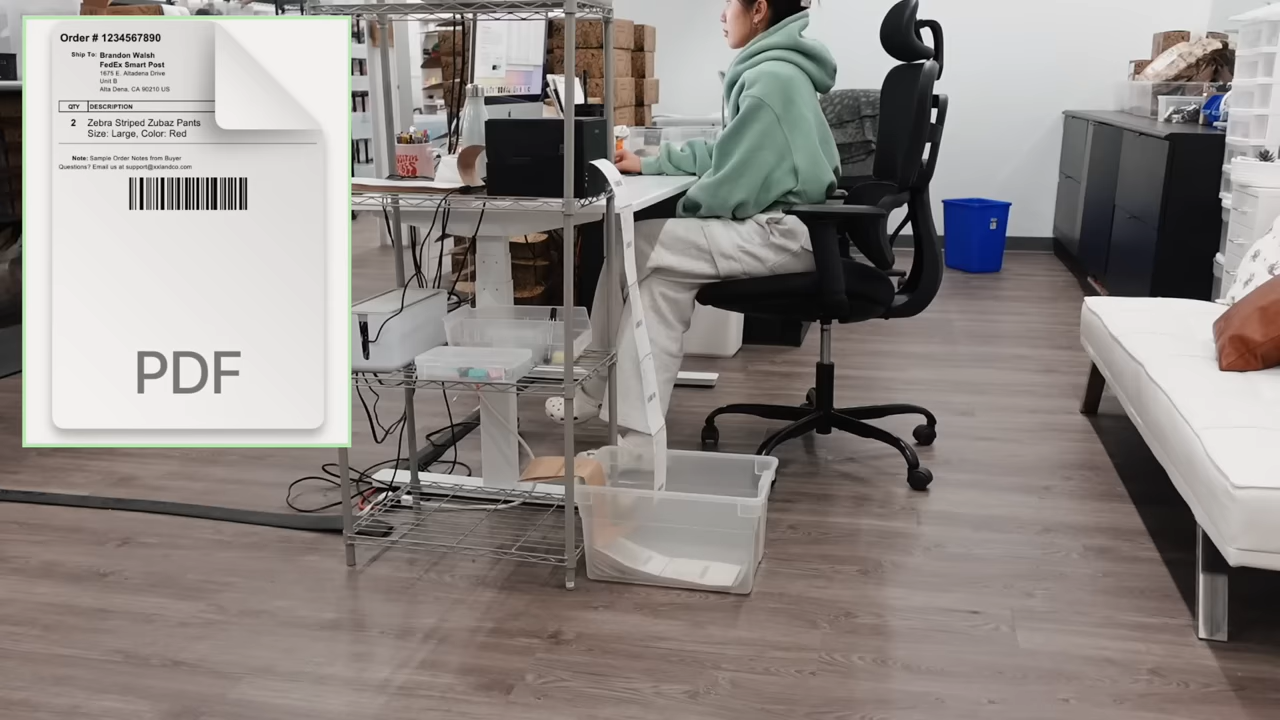 Order # 1234567890
Ship To: Brandon Walsh
FedEx Smart Post
1675 E. Altadena Drive
Unit B
Alta Dena, CA 90210 US
QTY DESCRIPTION
2 Zebra Striped Zubaz Pants
Size: Large, Color: Red
Note: Sample Order Notes from Buyer
Questions? Email us at support@xxlandco.com
PDF